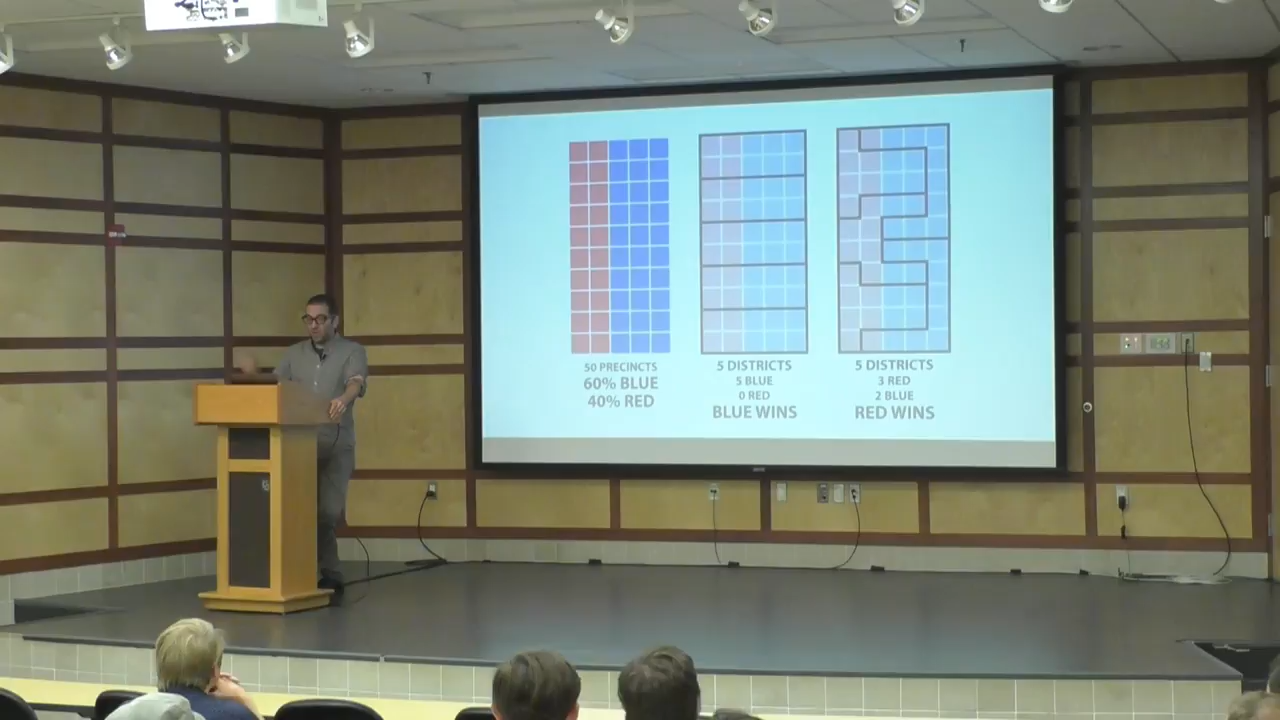 50 PRECINCTS
60% BLUE
40% RED
5 DISTRICTS
5 BLUE
0 RED
BLUE WINS
5 DISTRICTS
3 RED
2 BLUE
RED WINS